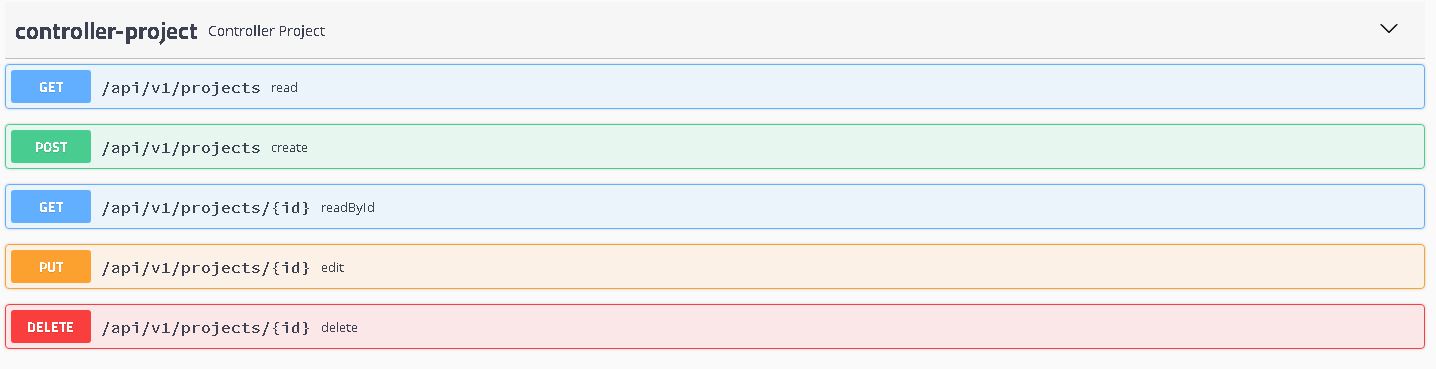 controller-project Controller Project
GET /api/v1/projects read
POST /api/v1/projects create
GET /api/v1/projects/{id} readById
PUT /api/v1/projects/{id} edit
DELETE /api/v1/projects/{id} delete